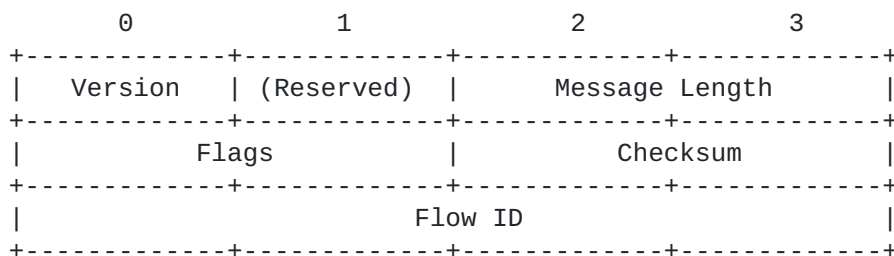 0 1 2 3
+-------------+-------------+-------------+-------------+
| Version | (Reserved) | Message Length |
+-------------+-------------+-------------+-------------+
| Flags | Checksum |
+-------------+-------------+-------------+-------------+
| Flow ID |
+-------------+-------------+-------------+-------------+